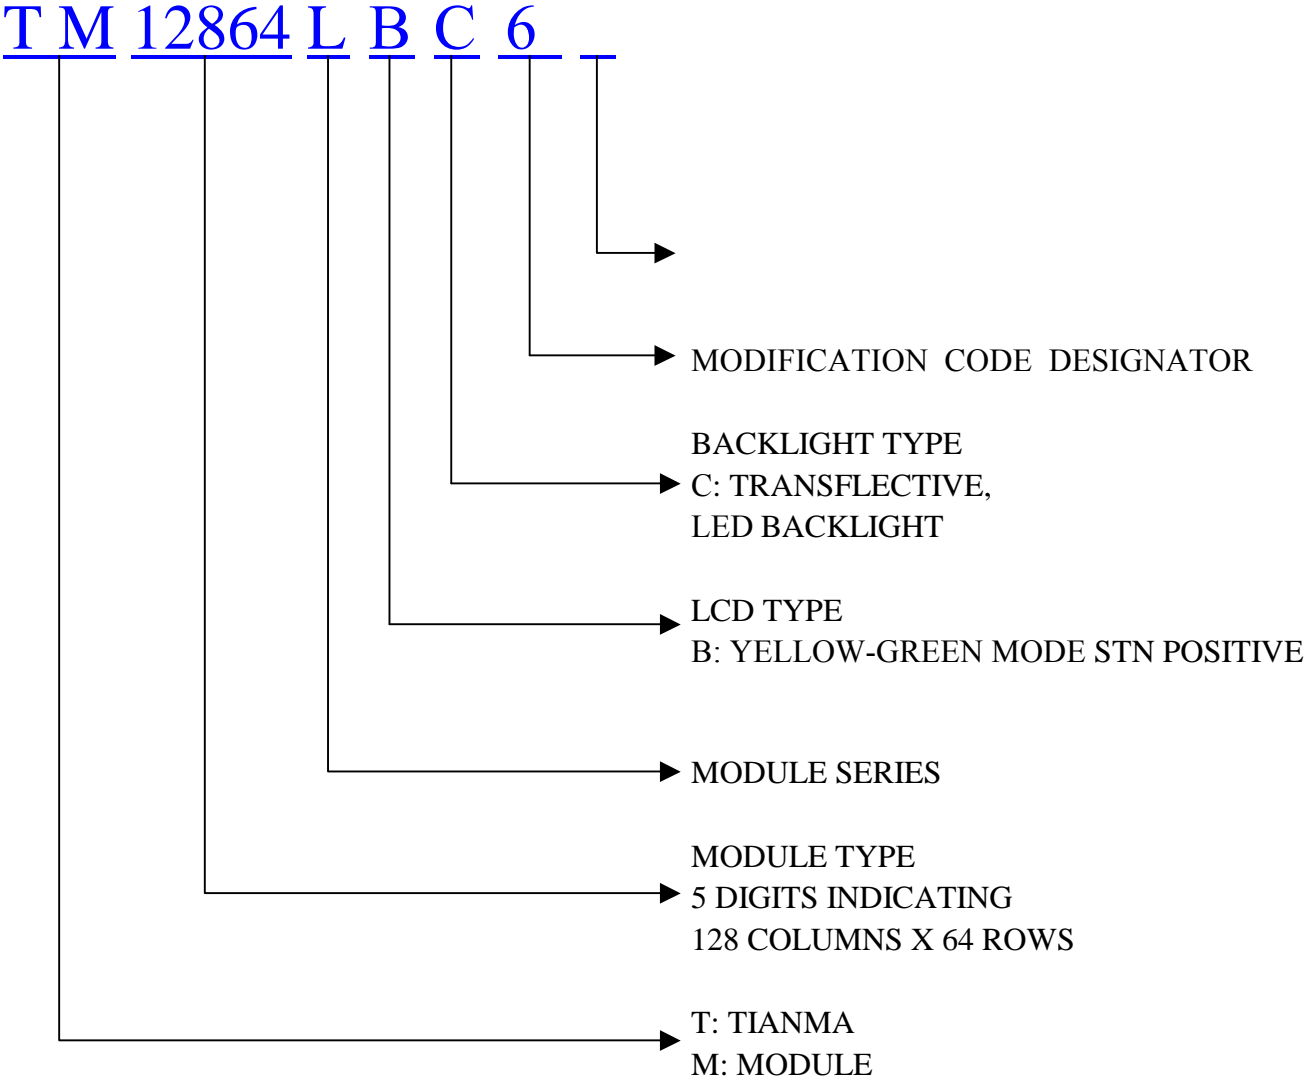 T M 12864 L B C 6
MODIFICATION CODE DESIGNATOR
BACKLIGHT TYPE
C: TRANSFLECTIVE,
LED BACKLIGHT
LCD TYPE
B: YELLOW-GREEN MODE STN POSITIVE
MODULE SERIES
MODULE TYPE
5 DIGITS INDICATING
128 COLUMNS X 64 ROWS
T: TIANMA
M: MODULE